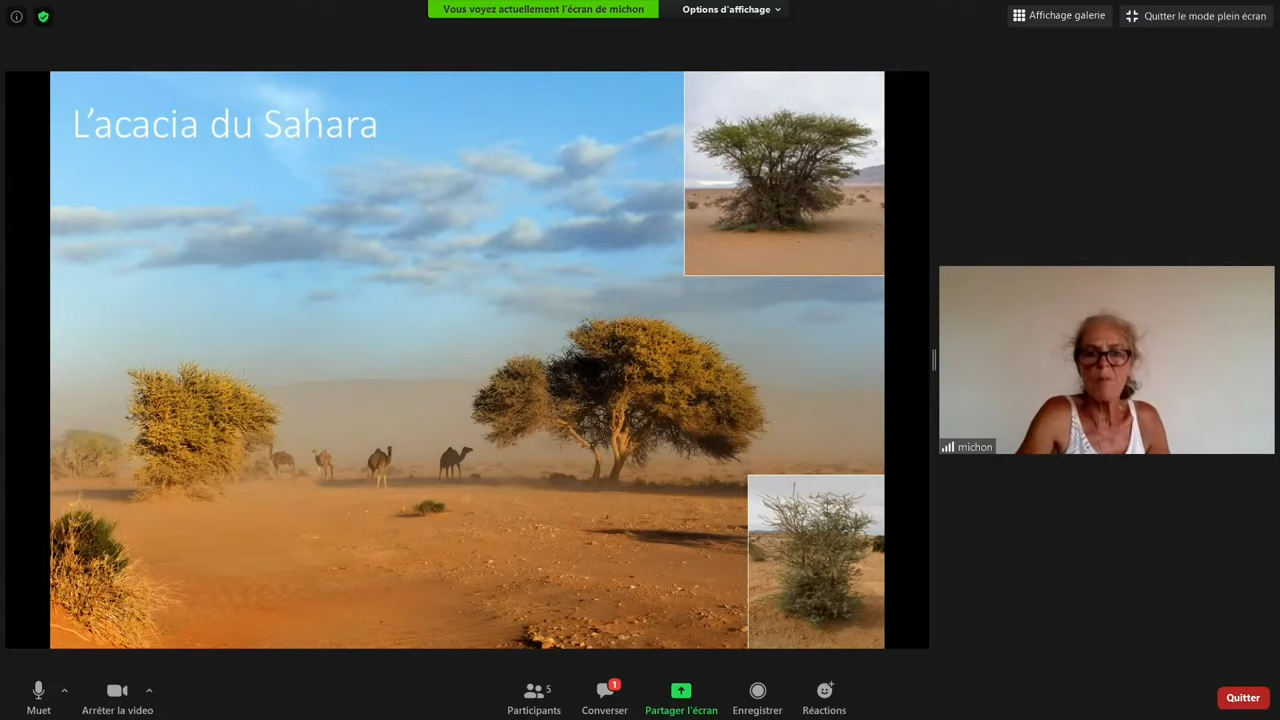 Vous voyez actuellement l'écran de michon
Options d'affichage
Affichage galerie
Quitter le mode plein écran
L'acacia du Sahara
michon
Muet
Arrêter la video
5
Participants
1
Converser
Partager l'écran
Enregistrer
Réactions
Quitter